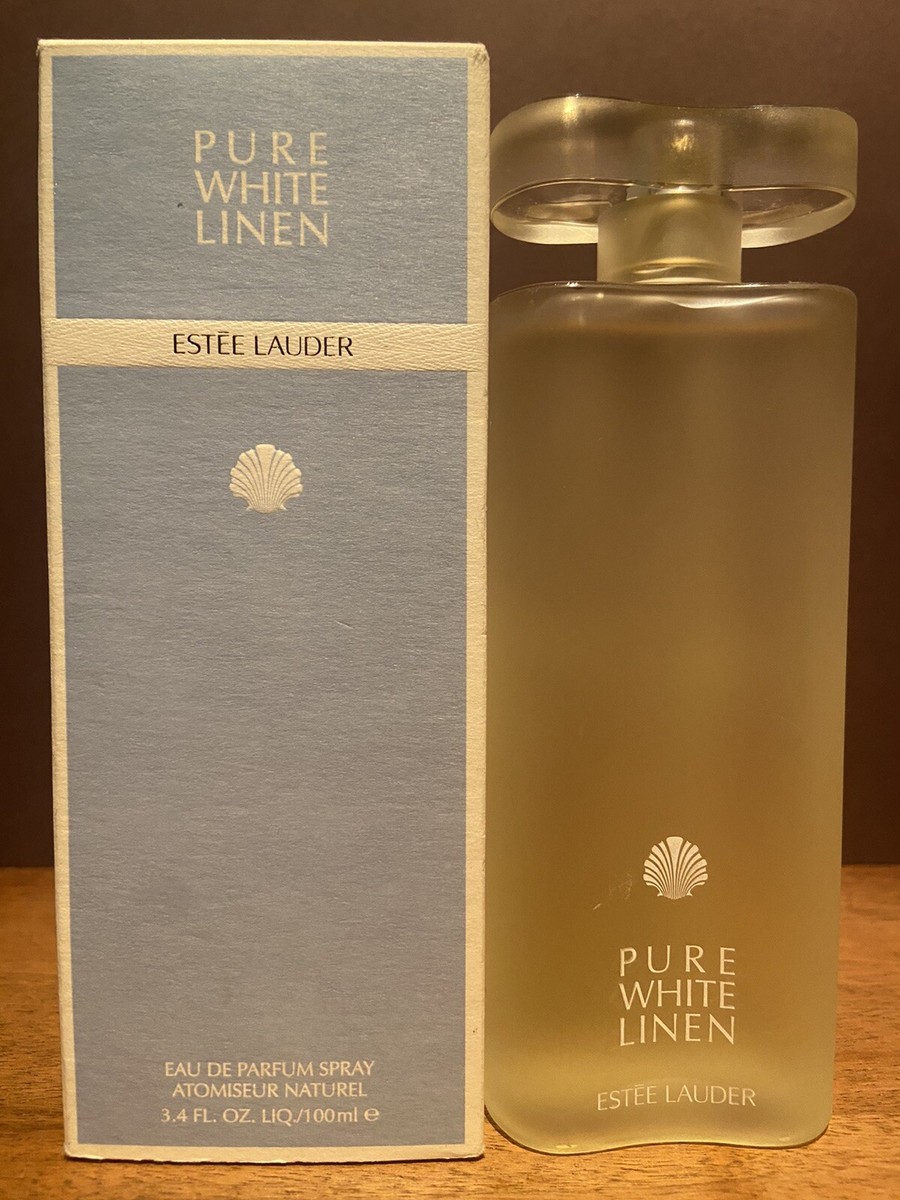 PURE
WHITE
LINEN
ESTĒE LAUDER
EAU DE PARFUM SPRAY
ATOMISEUR NATUREL
3.4 FL. OZ. LIQ./100ml ℮
PURE
WHITE
LINEN
ESTĒE LAUDER